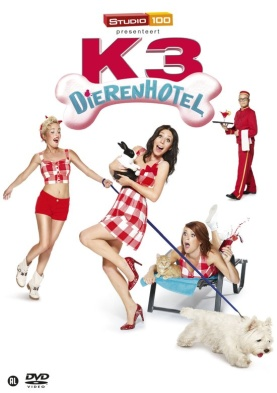 STUDIO 100
presenteert
K3
DIERENHOTEL
AL
DVD
VIDEO